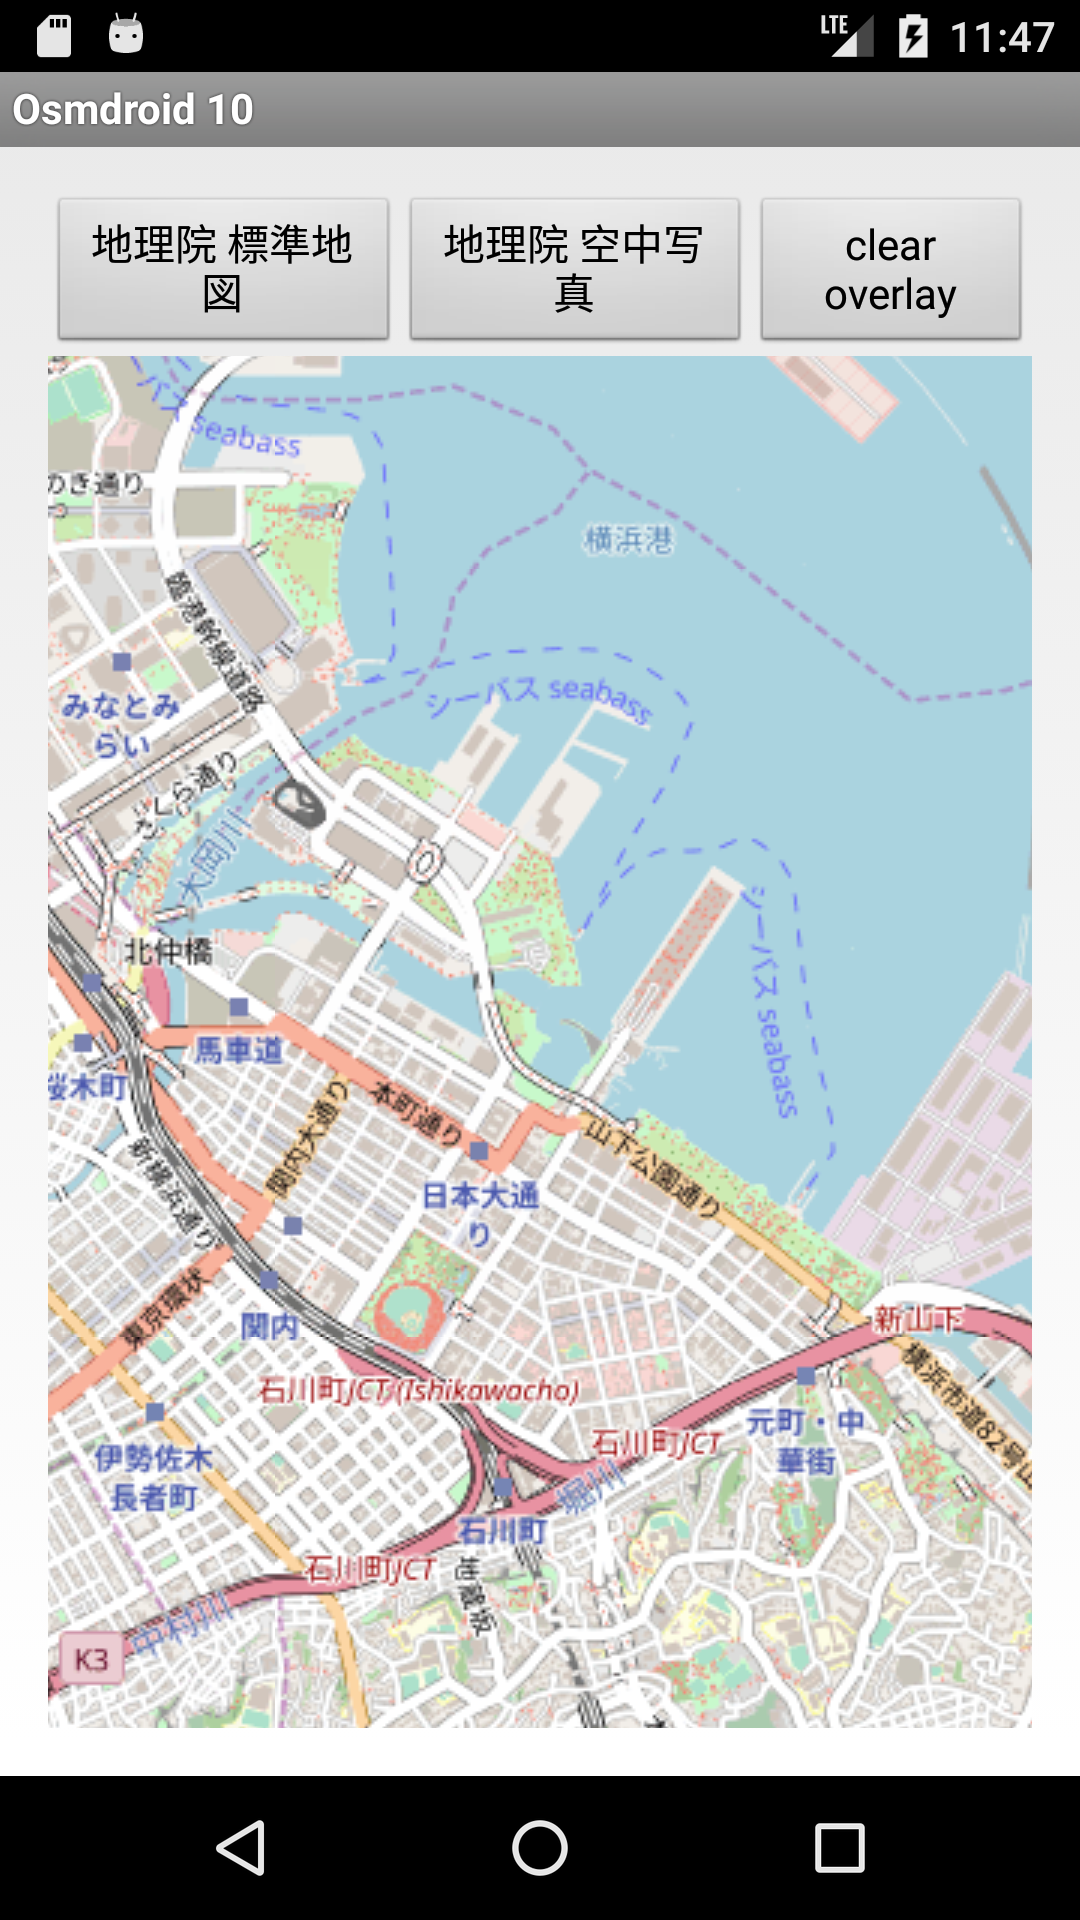 LTE 11:47
Osmdroid 10
地理院 標準地
図
地理院 空中写
真
clear
overlay
バス seabass
のき通り
横浜港
臨港幹線道路
みなとみ
らい
シーバス seabass
さくら通り
大岡川
シーバス seabass
北仲橋
馬車道
桜木町
本町通り
関内大通り
山下公園通り
新横浜通り
日本大通
り
東京環状
関内
新山下
石川町JCT (Ishikawacho)
横浜市道82号山
元町・中
華街
石川町JCT
伊勢佐木
長者町
堀川
石川町
石川町JCT
中村川
K3